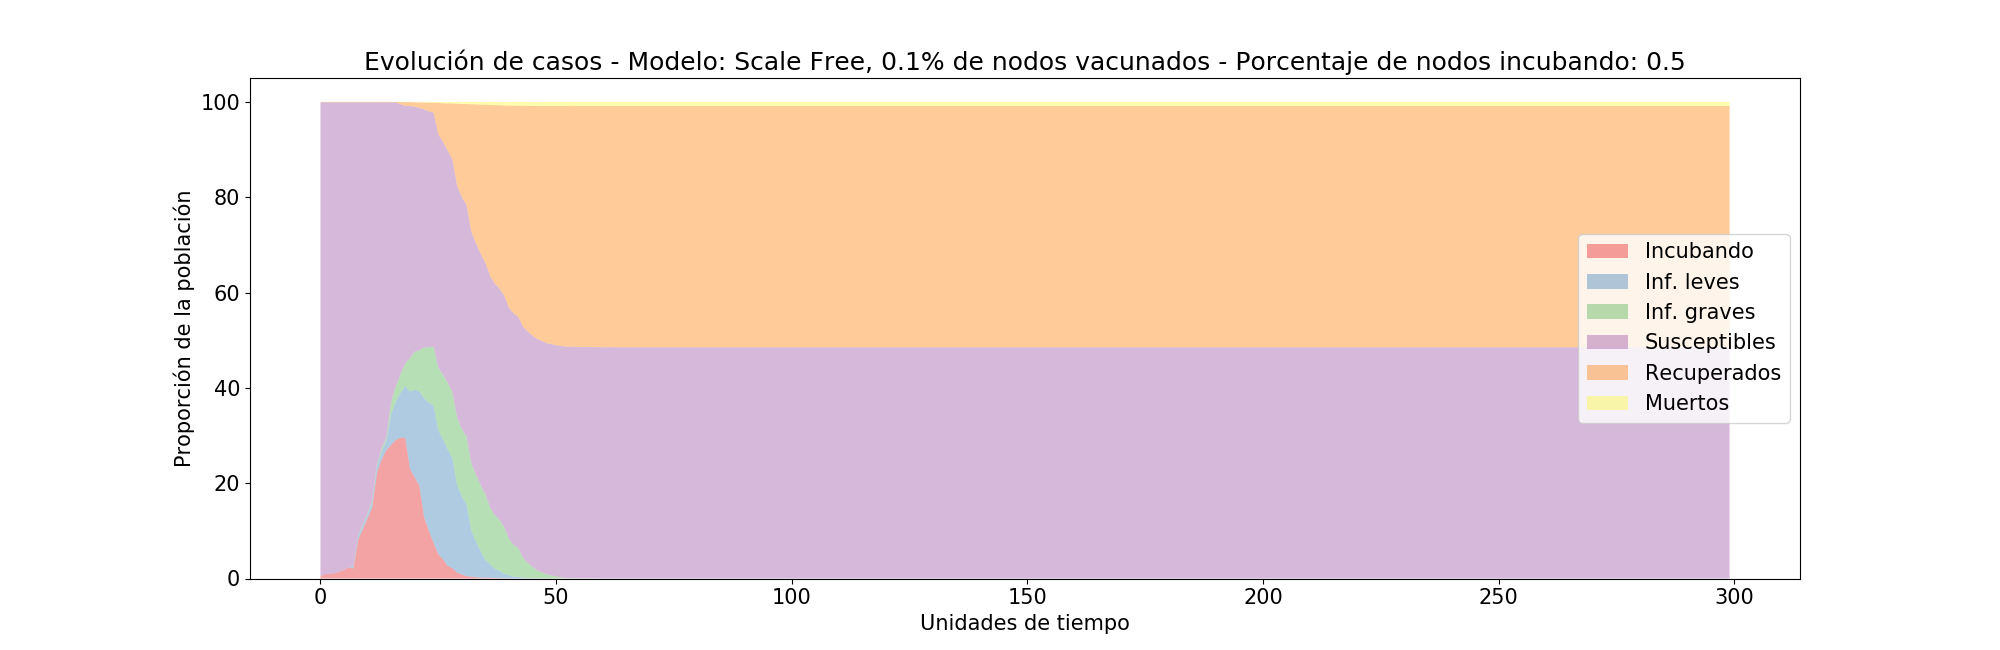 Evolución de casos - Modelo: Scale Free, 0.1% de nodos vacunados - Porcentaje de nodos incubando: 0.5
Proporción de la población
100
80
60
40
20
0
Incubando
Inf. leves
Inf. graves
Susceptibles
Recuperados
Muertos
0 50 100 150 200 250 300
Unidades de tiempo